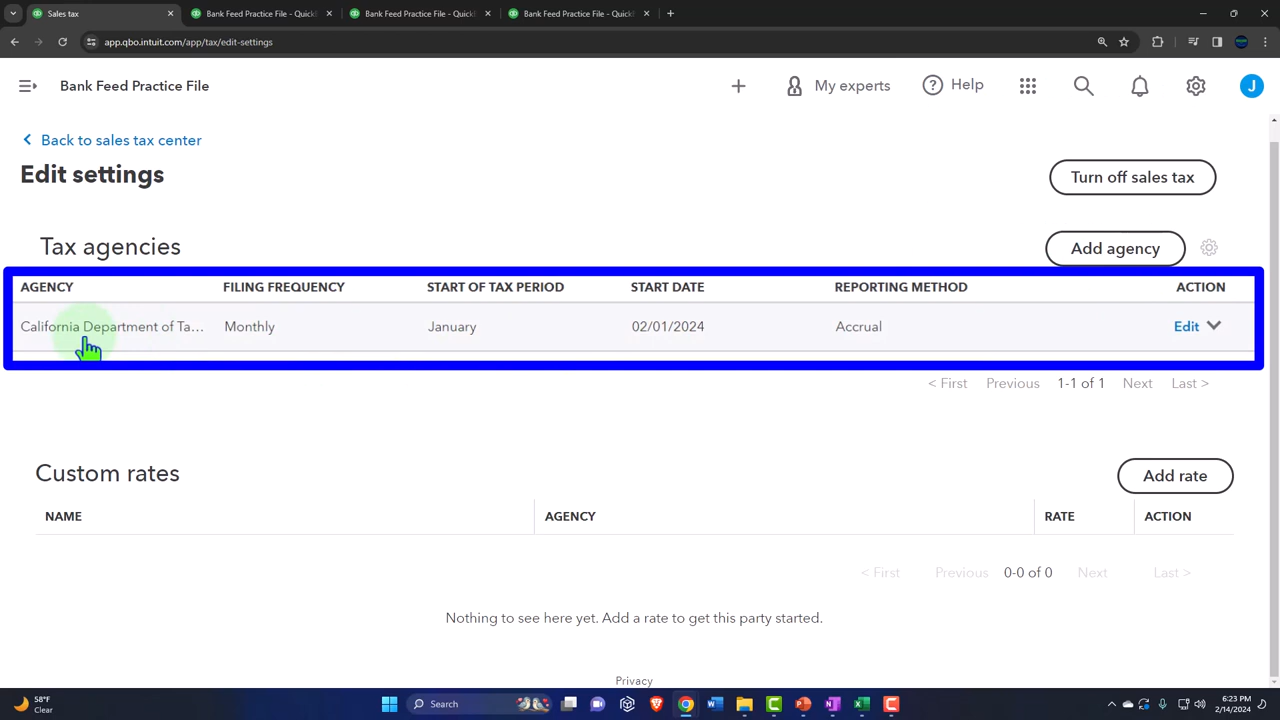 Sales tax
Bank Feed Practice File - Quick
Bank Feed Practice File - Quick
Bank Feed Practice File - Quick
app.qbo.intuit.com/app/tax/edit-settings
Bank Feed Practice File
My experts
Help
J
Back to sales tax center
Edit settings
Turn off sales tax
Tax agencies
Add agency
AGENCY FILING FREQUENCY START OF TAX PERIOD START DATE REPORTING METHOD ACTION
California Department of Ta... Monthly January 02/01/2024 Accrual Edit
< First Previous 1-1 of 1 Next Last >
Custom rates
Add rate
NAME AGENCY RATE ACTION
< First Previous 0-0 of 0 Next Last >
Nothing to see here yet. Add a rate to get this party started.
Privacy
58°F
Clear
Search
6:23 PM
2/14/2024